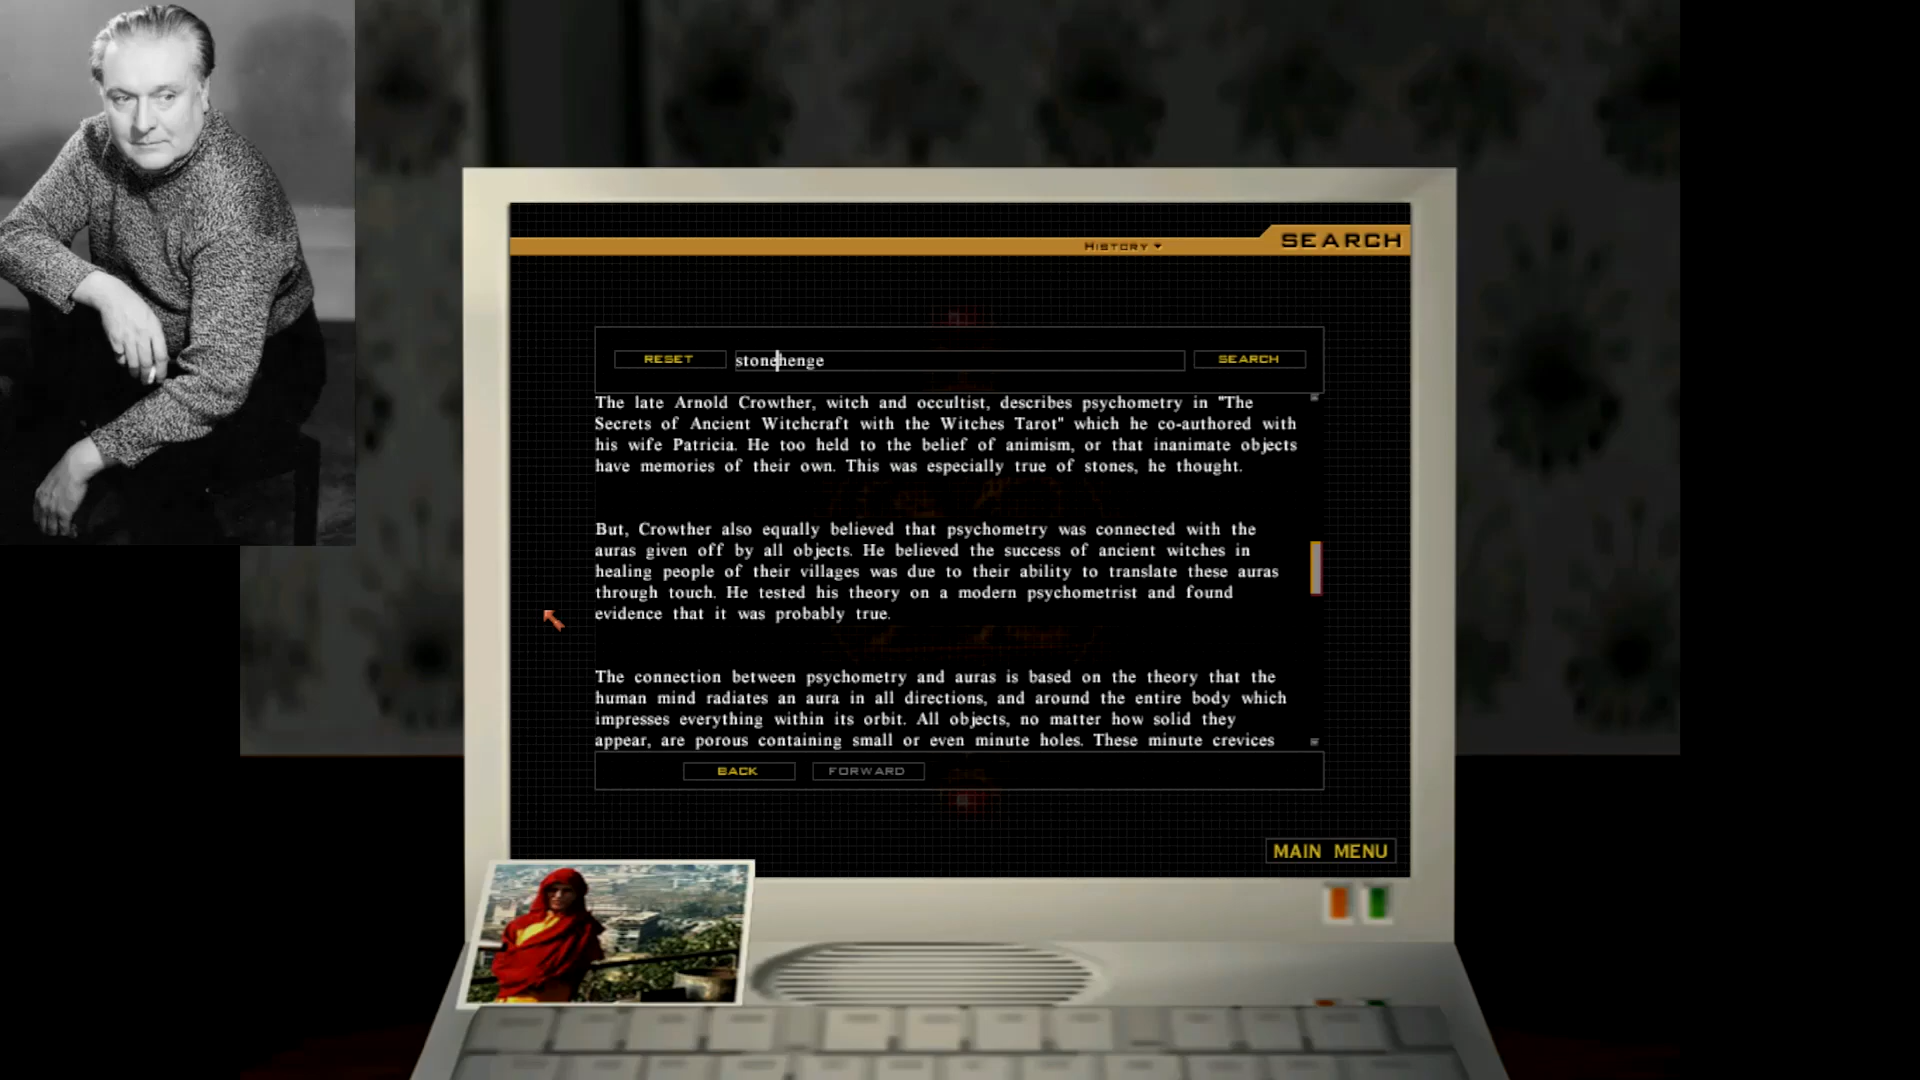 HISTORY
SEARCH
RESET
stonehenge
SEARCH
The late Arnold Crowther, witch and occultist, describes psychometry in "The
Secrets of Ancient Witchcraft with the Witches Tarot" which he co-authored with
his wife Patricia. He too held to the belief of animism, or that inanimate objects
have memories of their own. This was especially true of stones, he thought.
But, Crowther also equally believed that psychometry was connected with the
auras given off by all objects. He believed the success of ancient witches in
healing people of their villages was due to their ability to translate these auras
through touch. He tested his theory on a modern psychometrist and found
evidence that it was probably true.
The connection between psychometry and auras is based on the theory that the
human mind radiates an aura in all directions, and around the entire body which
impresses everything within its orbit. All objects, no matter how solid they
appear, are porous containing small or even minute holes. These minute crevices
BACK
FORWARD
MAIN MENU